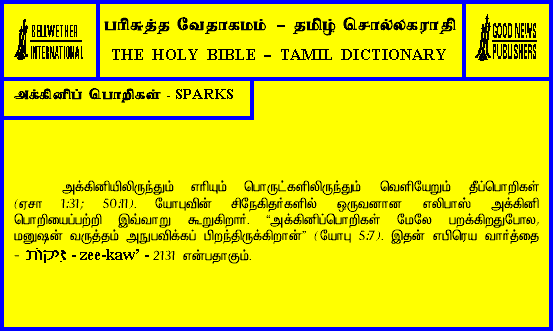 BELLWETHER
INTERNATIONAL
பரிசுத்த வேதாகமம் – தமிழ் சொல்லகராதி
THE HOLY BIBLE – TAMIL DICTIONARY
GOOD NEWS
PUBLISHERS
அக்கினிப் பொறிகள் - SPARKS
அக்கினியிலிருந்தும் எரியும் பொருட்களிலிருந்தும் வெளியேறும் தீப்பொறிகள்
(ஏசா 1:31; 50:11). யோபுவின் சிநேகிதர்களில் ஒருவனான எலிபாஸ் அக்கினி
பொறியைப்பற்றி இவ்வாறு கூறுகிறார். “அக்கினிப்பொறிகள் மேலே பறக்கிறதுபோல,
மனுஷன் வருத்தம் அநுபவிக்கப் பிறந்திருக்கிறான்” (யோபு 5:7). இதன் எபிரெய வார்த்தை
- - zee-kaw’ - 2131 என்பதாகும்.